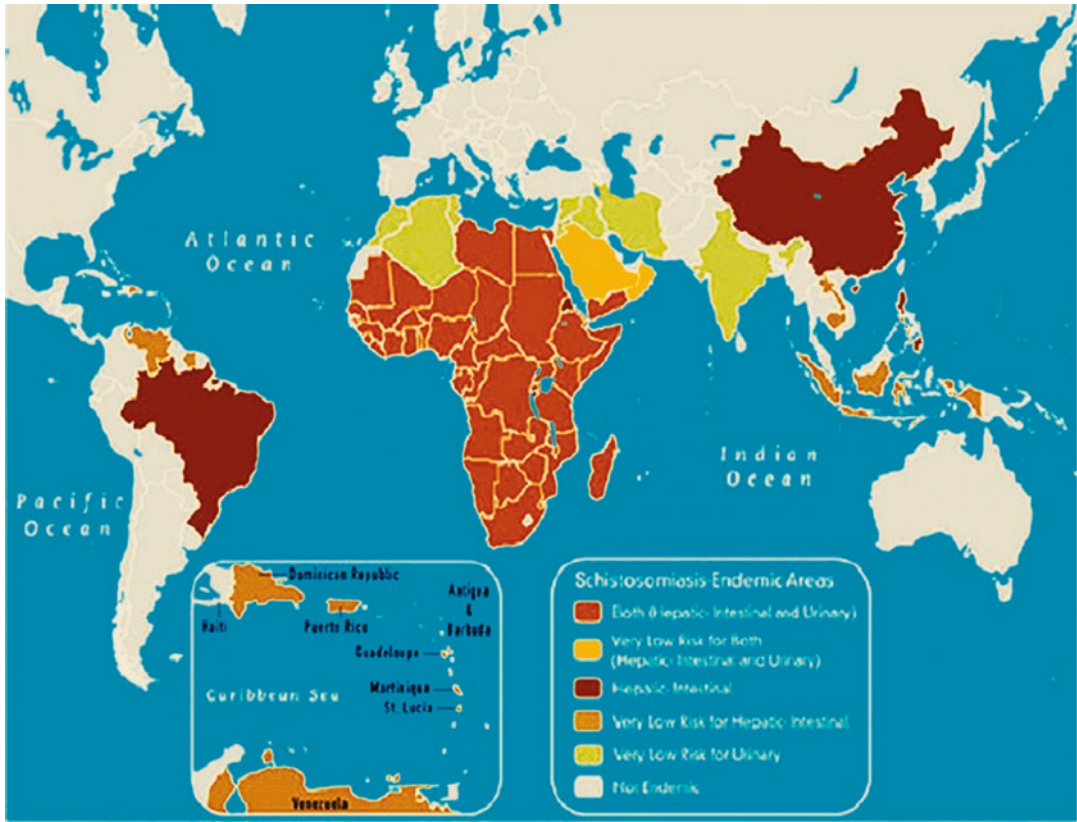 Atlantic
Ocean
Pacific
Ocean
Indian
Ocean
Dominican Republic
Haiti
Puerto Rico
Antigua
&
Barbuda
Guadeloupe
Martinique
St. Lucia
Caribbean Sea
Venezuela
Schistosomiasis-Endemic Areas
Both (Hepatic-Intestinal and Urinary)
Very Low Risk for Both
(Hepatic-Intestinal and Urinary)
Hepatic-Intestinal
Very Low Risk for Hepatic-Intestinal
Very Low Risk for Urinary
Not Endemic